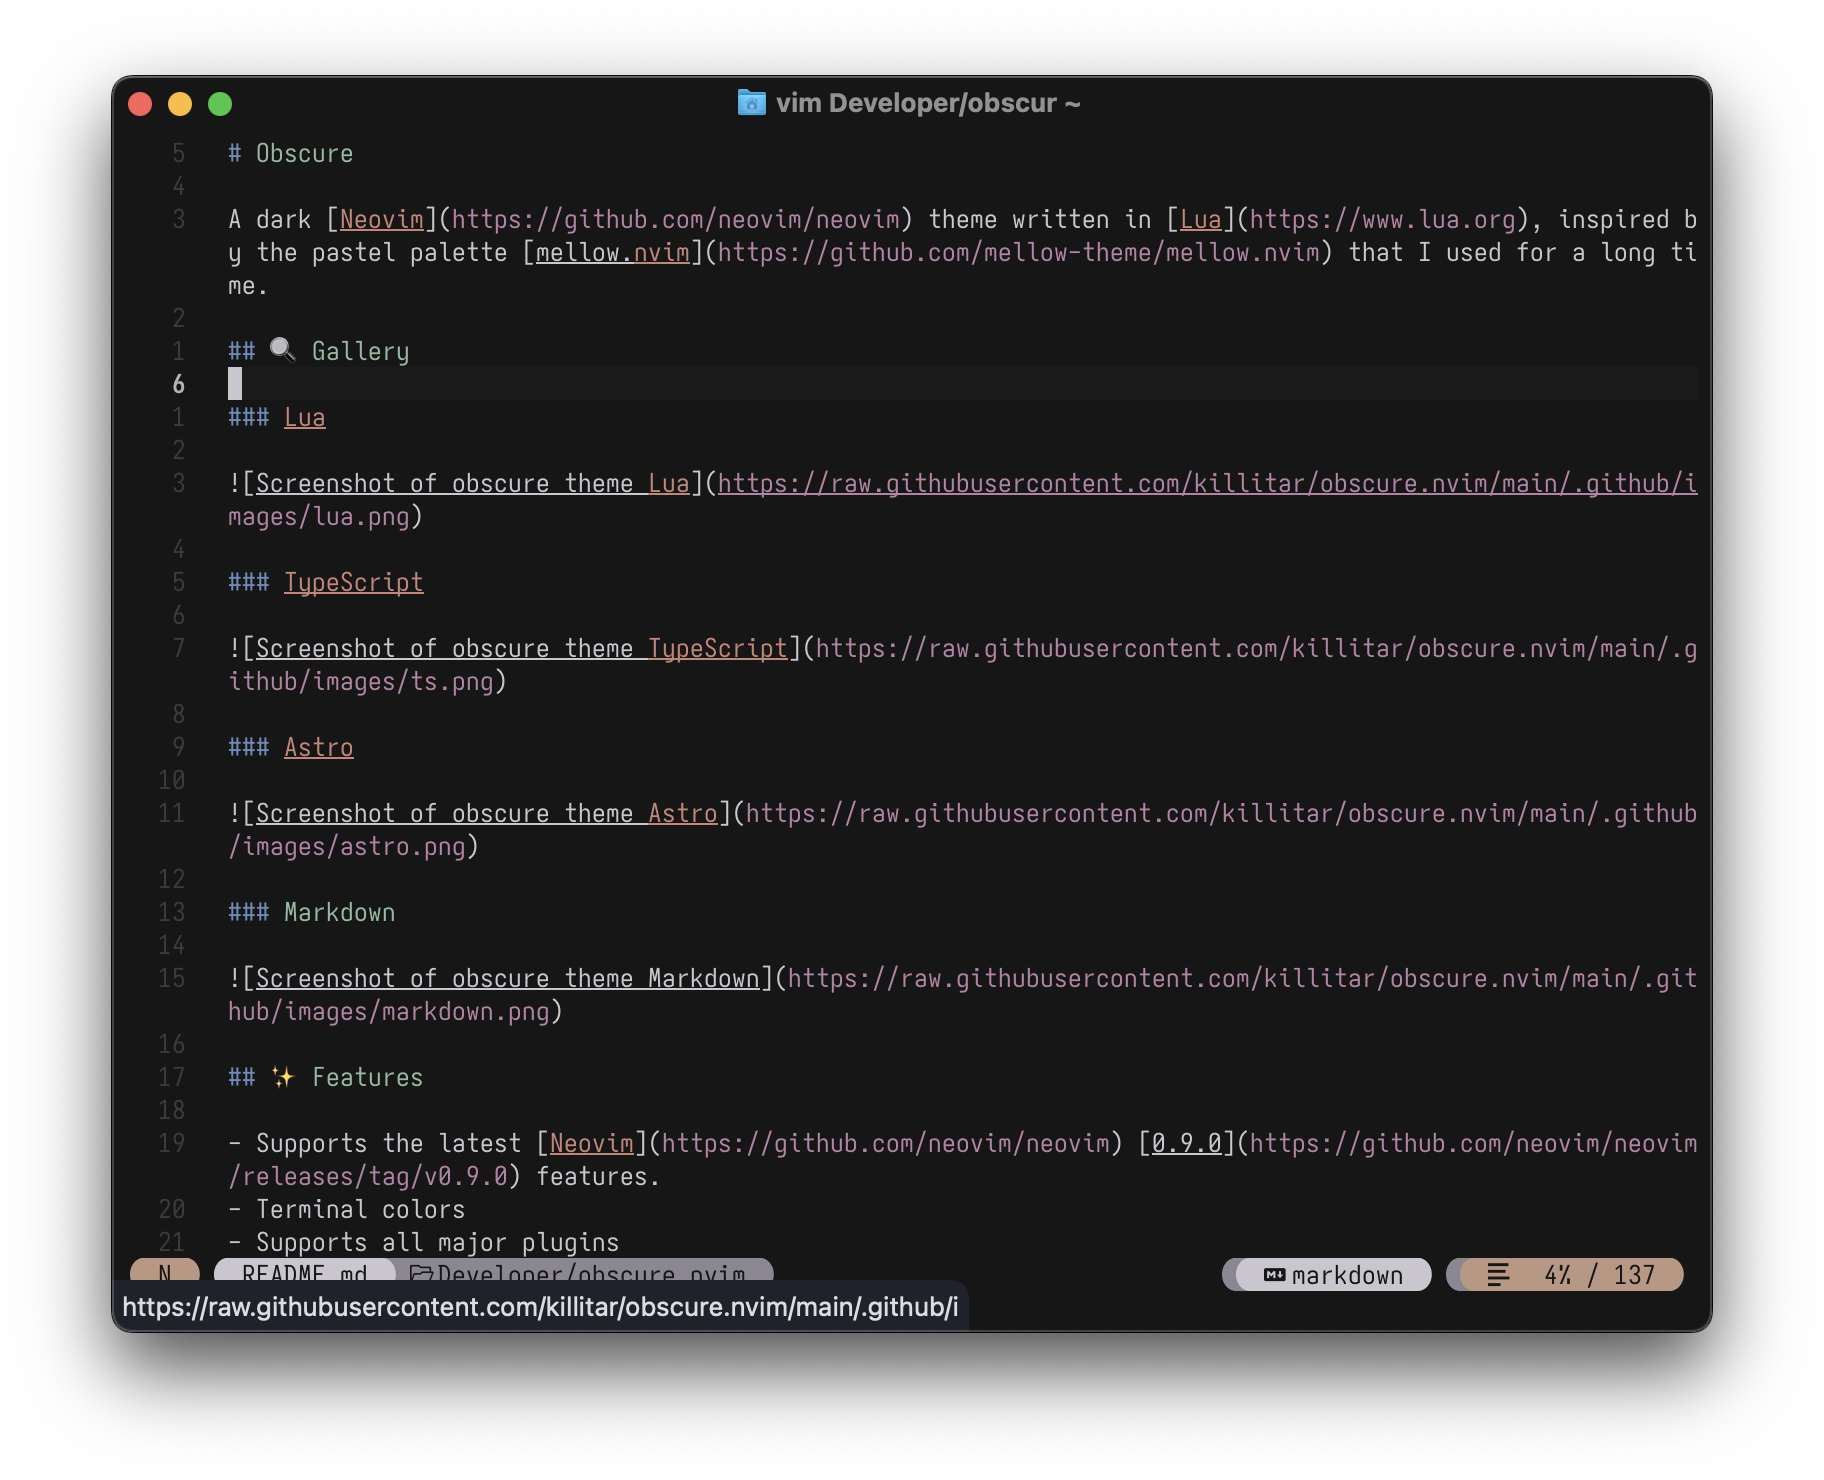 vim Developer/obscur ~
5 # Obscure
4
3 A dark [Neovim](https://github.com/neovim/neovim) theme written in [Lua](https://www.lua.org), inspired b
y the pastel palette [mellow.nvim](https://github.com/mellow-theme/mellow.nvim) that I used for a long ti
me.
2
1 ## 🔍 Gallery
6
1 ### Lua
2
3 ![Screenshot of obscure theme Lua](https://raw.githubusercontent.com/killitar/obscure.nvim/main/.github/i
mages/lua.png)
4
5 ### TypeScript
6
7 ![Screenshot of obscure theme TypeScript](https://raw.githubusercontent.com/killitar/obscure.nvim/main/.g
ithub/images/ts.png)
8
9 ### Astro
10
11 ![Screenshot of obscure theme Astro](https://raw.githubusercontent.com/killitar/obscure.nvim/main/.github
/images/astro.png)
12
13 ### Markdown
14
15 ![Screenshot of obscure theme Markdown](https://raw.githubusercontent.com/killitar/obscure.nvim/main/.git
hub/images/markdown.png)
16
17 ## ✨ Features
18
19 - Supports the latest [Neovim](https://github.com/neovim/neovim) [0.9.0](https://github.com/neovim/neovim
/releases/tag/v0.9.0) features.
20 - Terminal colors
21 - Supports all major plugins
N README.md Developer/obscure.nvim markdown 4% / 137
https://raw.githubusercontent.com/killitar/obscure.nvim/main/.github/i